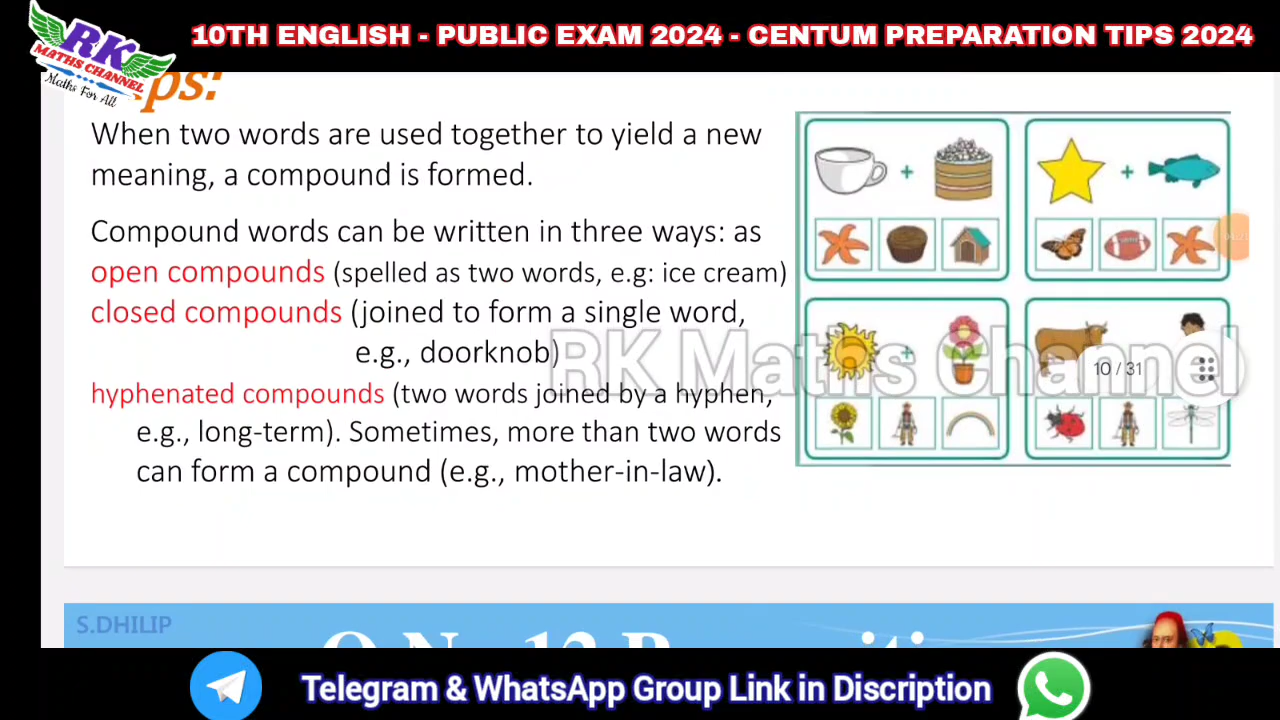 RK
MATHS CHANNEL
Maths For All
10TH ENGLISH - PUBLIC EXAM 2024 - CENTUM PREPARATION TIPS 2024
When two words are used together to yield a new
meaning, a compound is formed.
Compound words can be written in three ways: as
open compounds (spelled as two words, e.g: ice cream)
closed compounds (joined to form a single word,
e.g., doorknob)
hyphenated compounds (two words joined by a hyphen,
e.g., long-term). Sometimes, more than two words
can form a compound (e.g., mother-in-law).
+
+
+
RK Maths Channel
10 / 31
S.DHILIP
Telegram & WhatsApp Group Link in Discription